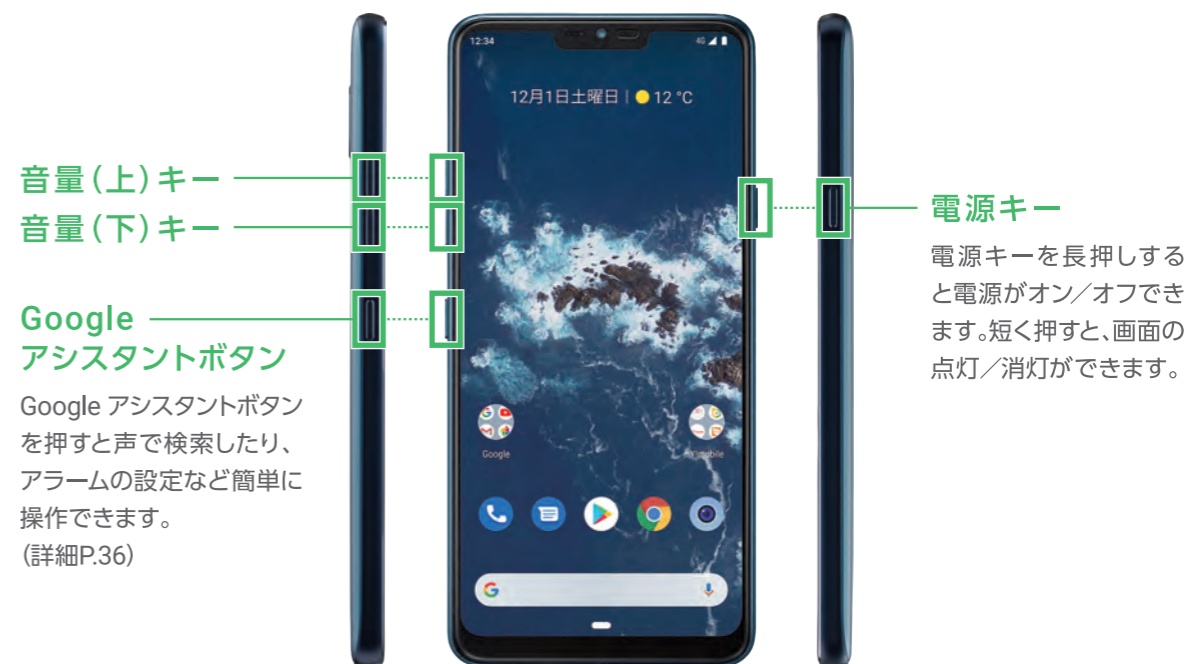 12:34
4G
12月1日土曜日 | 12 °C
音量(上)キー
音量(下)キー
Google
アシスタントボタン
Google アシスタントボタン
を押すと声で検索したり、
アラームの設定など簡単に
操作できます。
(詳細P.36)
電源キー
電源キーを長押しする
と電源がオン/オフでき
ます。短く押すと、画面の
点灯/消灯ができます。
Google
Y!mobile